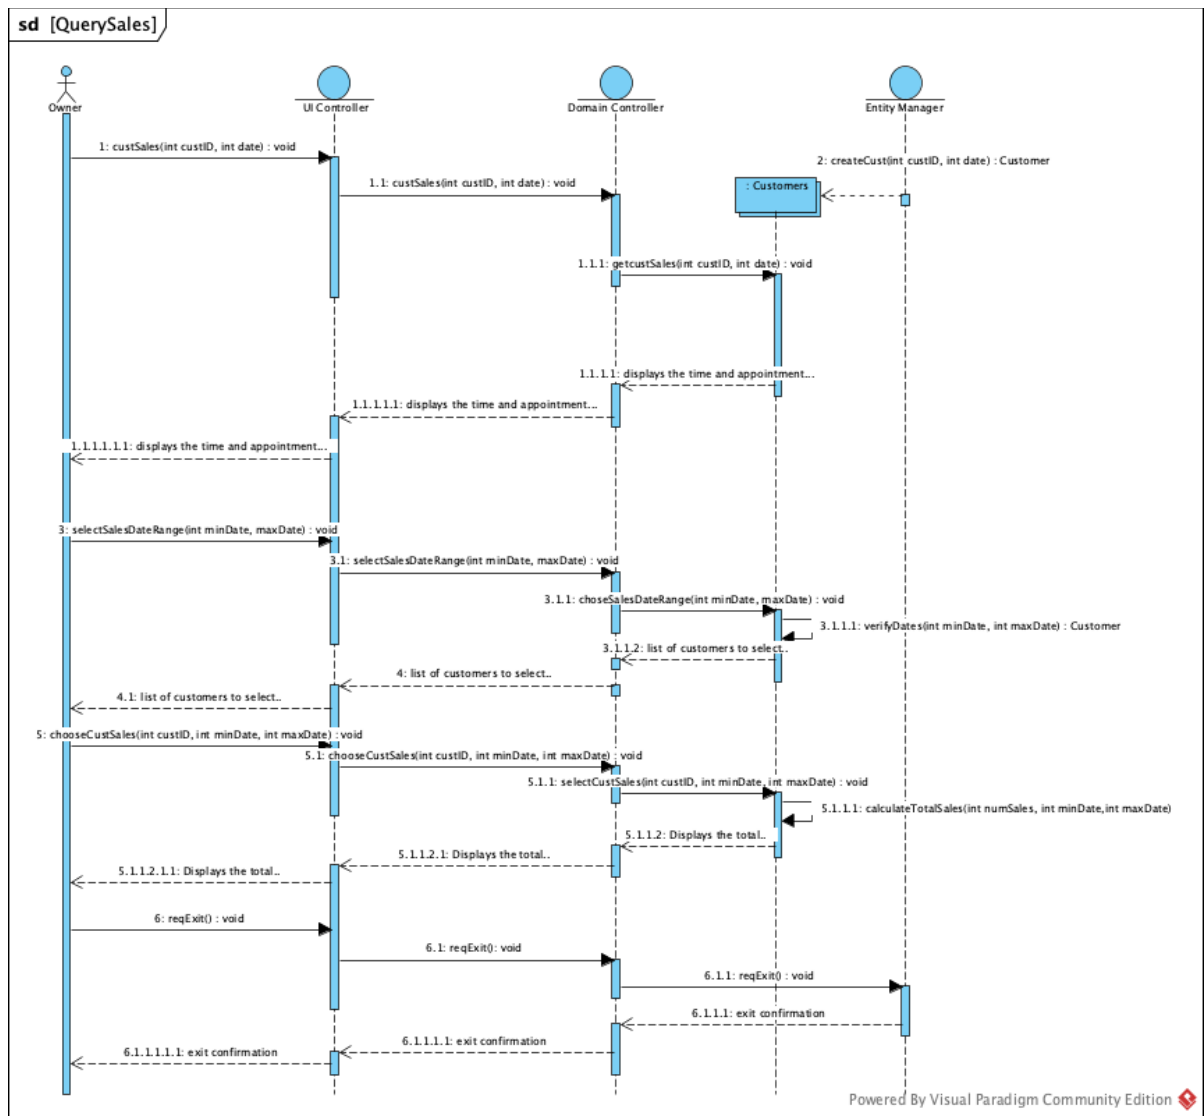 sd [QuerySales]
Owner
UI Controller
Domain Controller
Entity Manager
1: custSales(int custID, int date) : void
2: createCust(int custID, int date) : Customer
1.1: custSales(int custID, int date) : void
: Customers
1.1.1: getcustSales(int custID, int date) : void
1.1.1.1: displays the time and appointment...
1.1.1.1.1: displays the time and appointment...
1.1.1.1.1.1: displays the time and appointment...
3: selectSalesDateRange(int minDate, maxDate) : void
3.1: selectSalesDateRange(int minDate, maxDate) : void
3.1.1: choseSalesDateRange(int minDate, maxDate) : void
3.1.1.1: verifyDates(int minDate, int maxDate) : Customer
3.1.1.2: list of customers to select..
4: list of customers to select..
4.1: list of customers to select..
5: chooseCustSales(int custID, int minDate, int maxDate) : void
5.1: chooseCustSales(int custID, int minDate, int maxDate) : void
5.1.1: selectCustSales(int custID, int minDate, int maxDate) : void
5.1.1.1: calculateTotalSales(int numSales, int minDate,int maxDate)
5.1.1.2: Displays the total..
5.1.1.2.1: Displays the total..
5.1.1.2.1.1: Displays the total..
6: reqExit() : void
6.1: reqExit(): void
6.1.1: reqExit() : void
6.1.1.1: exit confirmation
6.1.1.1.1: exit confirmation
6.1.1.1.1.1: exit confirmation
Powered By Visual Paradigm Community Edition